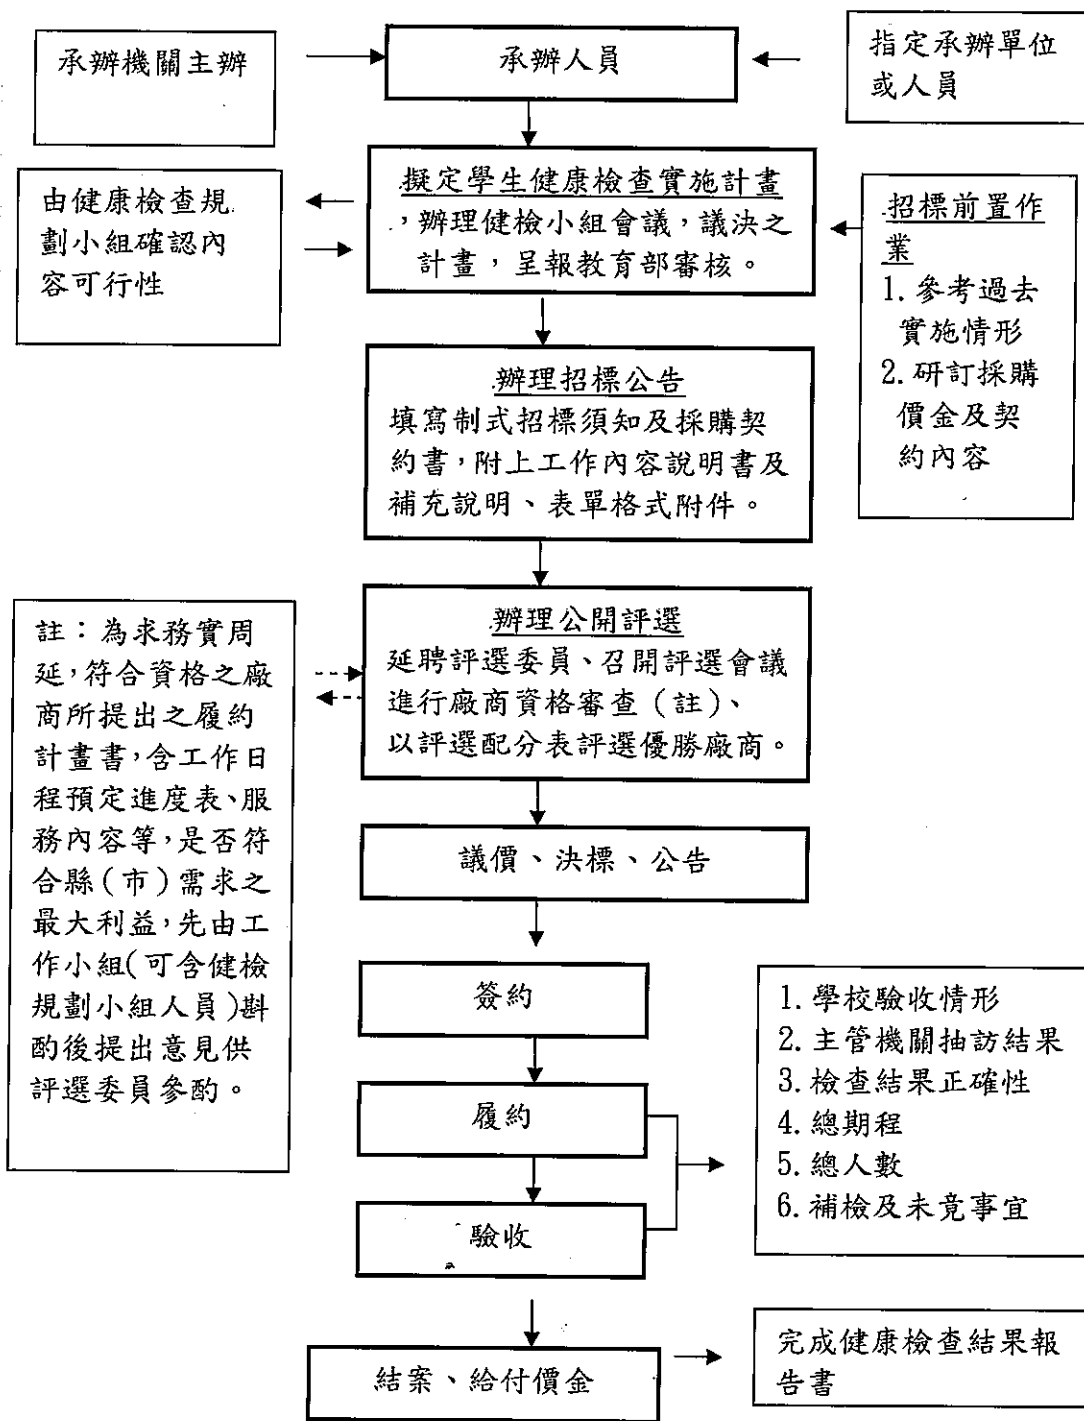 承辦機關主辦
承辦人員
指定承辦單位
或人員
由健康檢查規
劃小組確認內
容可行性
擬定學生健康檢查實施計畫
，辦理健檢小組會議，議決之
計畫，呈報教育部審核。
招標前置作
業
1. 參考過去
實施情形
2. 研訂採購
價金及契
約內容
辦理招標公告
填寫制式招標須知及採購契
約書，附上工作內容說明書及
補充說明、表單格式附件。
註：為求務實周
延，符合資格之廠
商所提出之履約
計畫書，含工作日
程預定進度表、服
務內容等，是否符
合縣（市）需求之
最大利益，先由工
作小組(可含健檢
規劃小組人員)斟
酌後提出意見供
評選委員參酌。
辦理公開評選
延聘評選委員、召開評選會議
進行廠商資格審查（註）、
以評選配分表評選優勝廠商。
議價、決標、公告
簽約
履約
驗收
1. 學校驗收情形
2. 主管機關抽訪結果
3. 檢查結果正確性
4. 總期程
5. 總人數
6. 補檢及未竟事宜
結案、給付價金
完成健康檢查結果報
告書